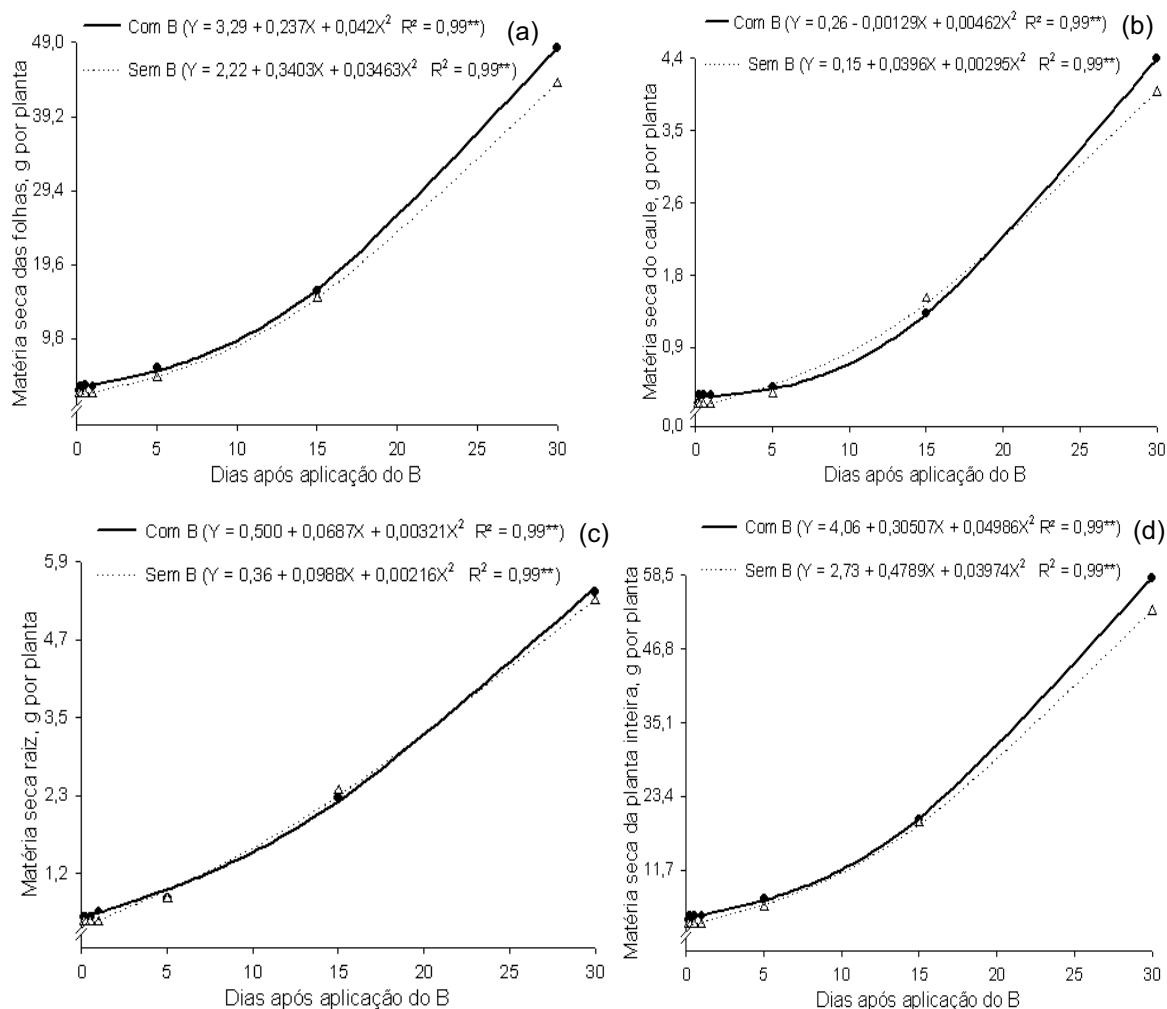 Com B (Y = 3,29 + 0,237X + 0,042X² R² = 0,99**)
(a)
Sem B (Y = 2,22 + 0,3403X + 0,03463X² R² = 0,99**)
Matéria seca das folhas, g por planta
49,0
39,2
29,4
19,6
9,8
0 5 10 15 20 25 30
Dias após aplicação do B
Com B (Y = 0,26 - 0,00129X + 0,00462X² R² = 0,99**)
(b)
Sem B (Y = 0,15 + 0,0396X + 0,00295X² R² = 0,99**)
Matéria seca do caule, g por planta
4,4
3,5
2,6
1,8
0,9
0,0
0 5 10 15 20 25 30
Dias após aplicação do B
Com B (Y = 0,500 + 0,0687X + 0,00321X² R² = 0,99**)
(c)
Sem B (Y = 0,36 + 0,0988X + 0,00216X² R² = 0,99**)
Matéria seca raiz, g por planta
5,9
4,7
3,5
2,3
1,2
0 5 10 15 20 25 30
Dias após aplicação do B
Com B (Y = 4,06 + 0,30507X + 0,04986X² R² = 0,99**)
(d)
Sem B (Y = 2,73 + 0,4789X + 0,03974X² R² = 0,99**)
Matéria seca da planta inteira, g por planta
58,5
46,8
35,1
23,4
11,7
0 5 10 15 20 25 30
Dias após aplicação do B